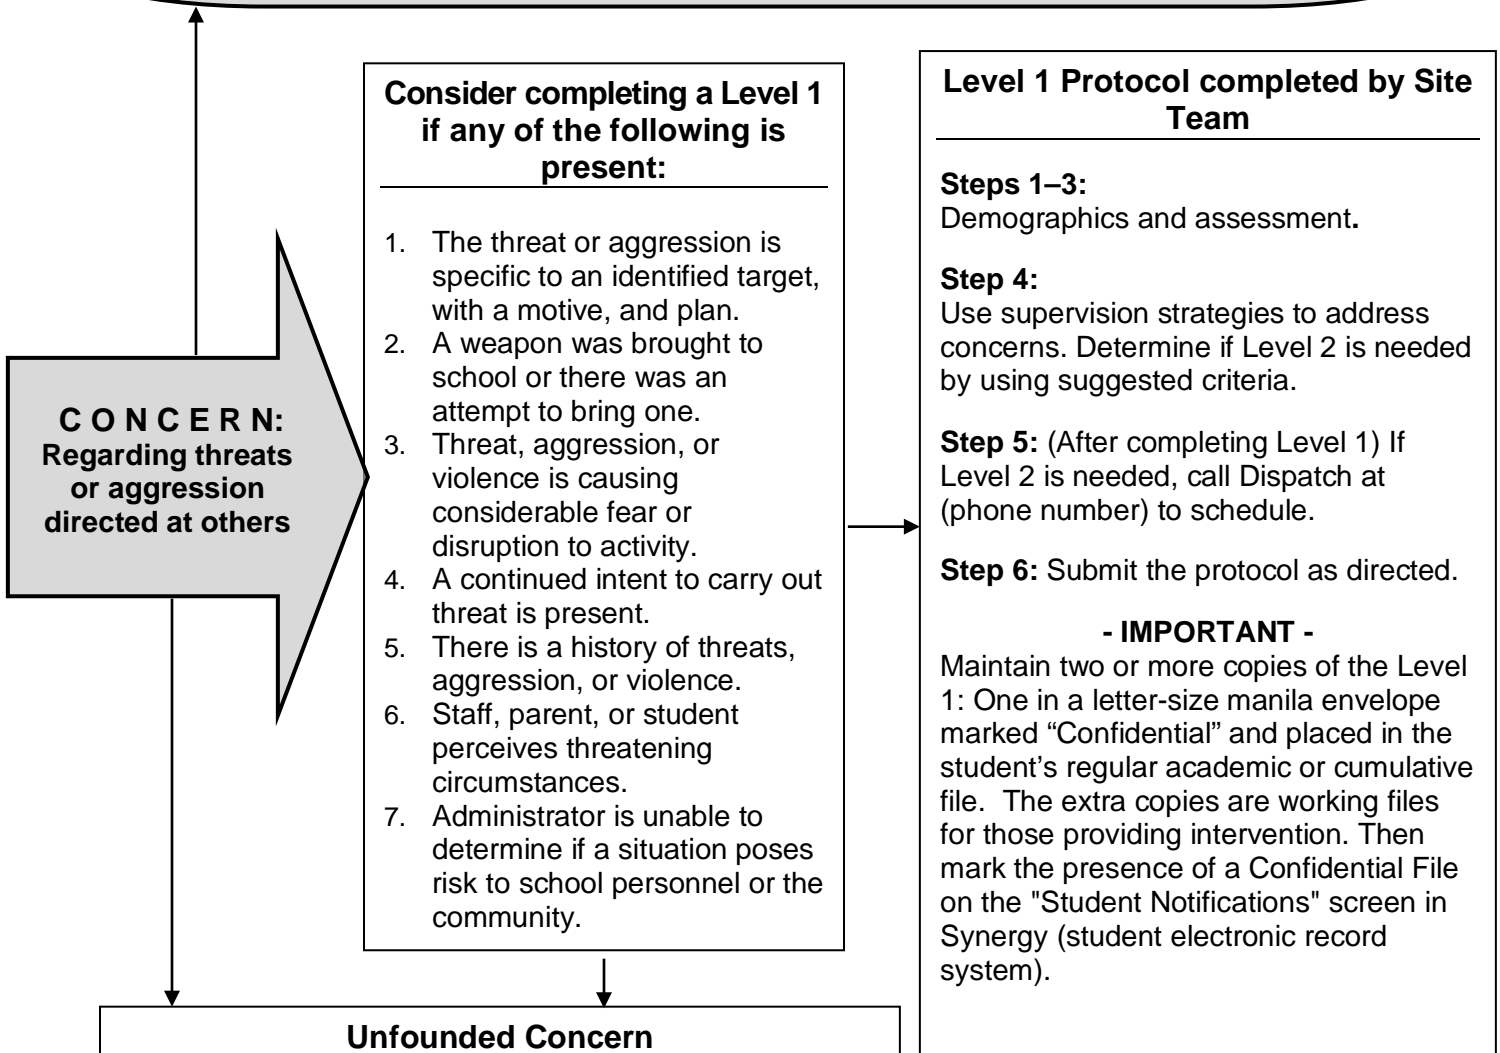 C O N C E R N:
Regarding threats
or aggression
directed at others
Consider completing a Level 1
if any of the following is
present:
1. The threat or aggression is
specific to an identified target,
with a motive, and plan.
2. A weapon was brought to
school or there was an
attempt to bring one.
3. Threat, aggression, or
violence is causing
considerable fear or
disruption to activity.
4. A continued intent to carry out
threat is present.
5. There is a history of threats,
aggression, or violence.
6. Staff, parent, or student
perceives threatening
circumstances.
7. Administrator is unable to
determine if a situation poses
risk to school personnel or the
community.
Level 1 Protocol completed by Site
Team
Steps 1–3:
Demographics and assessment.
Step 4:
Use supervision strategies to address
concerns. Determine if Level 2 is needed
by using suggested criteria.
Step 5: (After completing Level 1) If
Level 2 is needed, call Dispatch at
(phone number) to schedule.
Step 6: Submit the protocol as directed.
- IMPORTANT -
Maintain two or more copies of the Level
1: One in a letter-size manila envelope
marked “Confidential” and placed in the
student’s regular academic or cumulative
file.  The extra copies are working files
for those providing intervention. Then
mark the presence of a Confidential File
on the "Student Notifications" screen in
Synergy (student electronic record
system).
Unfounded Concern